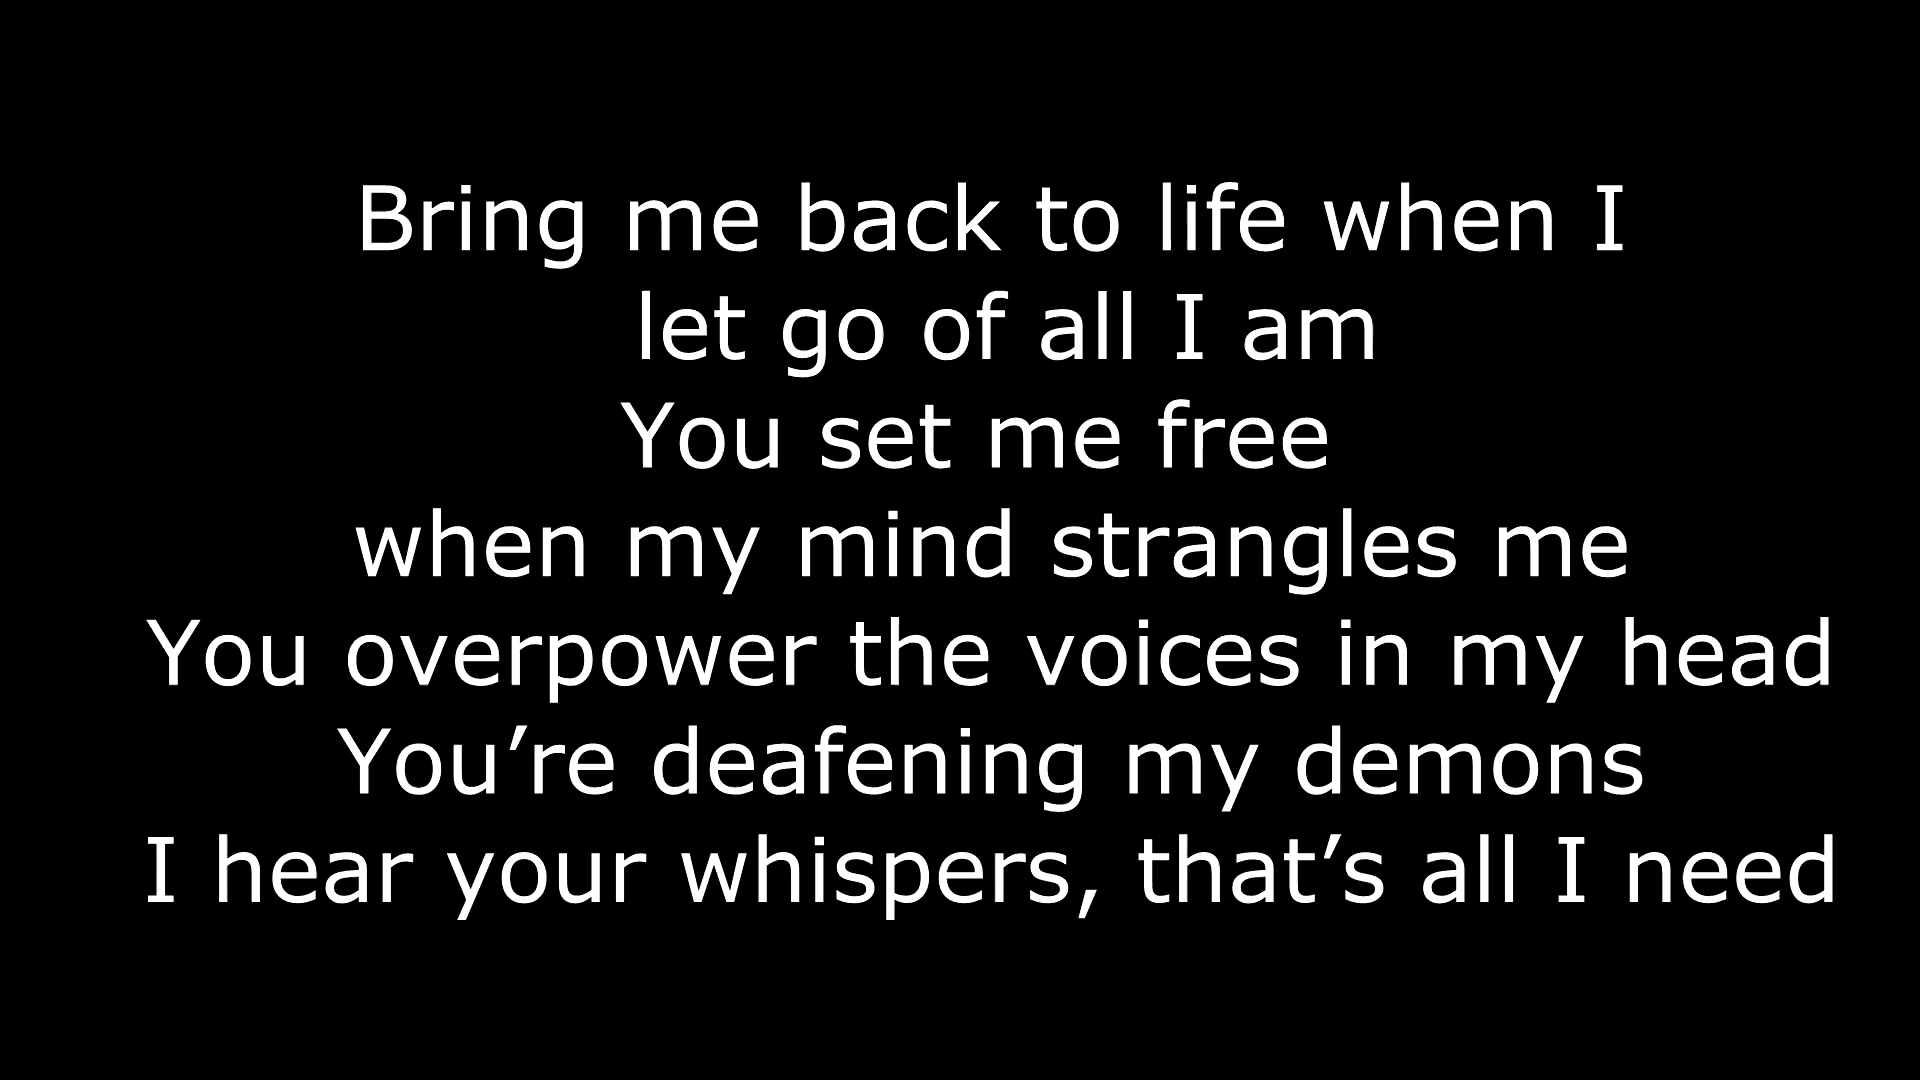 Bring me back to life when I
let go of all I am
You set me free
when my mind strangles me
You overpower the voices in my head
You’re deafening my demons
I hear your whispers, that’s all I need